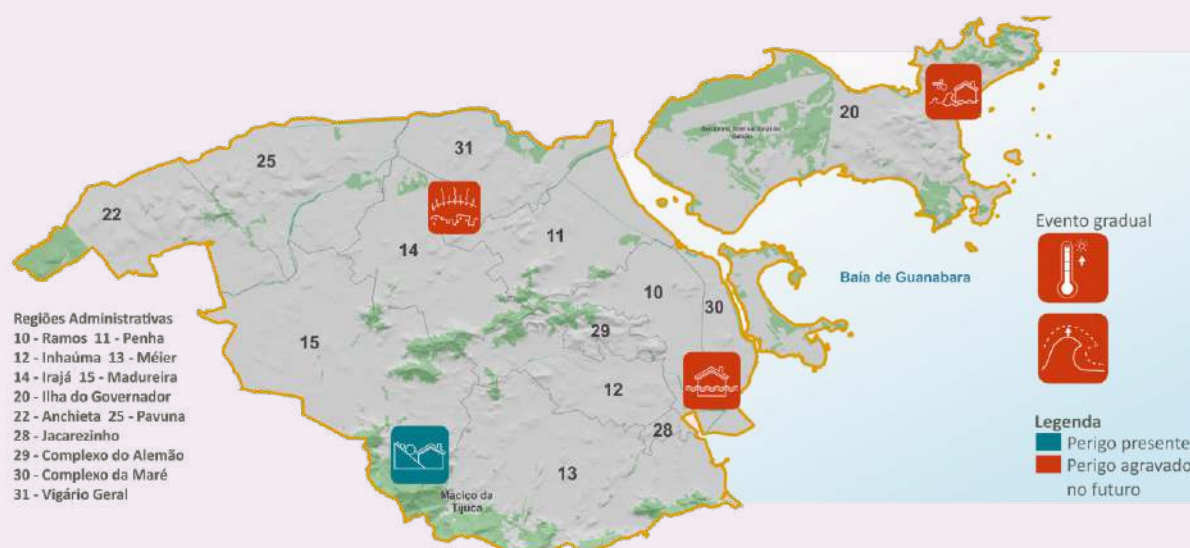 20
25
31
22
14
11
10
30
29
15
12
28
13
Maciço da
Tijuca
Baía de Guanabara
Regiões Administrativas
10 - Ramos 11 - Penha
12 - Inhaúma 13 - Méier
14 - Irajá 15 - Madureira
20 - Ilha do Governador
22 - Anchieta 25 - Pavuna
28 - Jacarezinho
29 - Complexo do Alemão
30 - Complexo da Maré
31 - Vigário Geral
Evento gradual
Legenda
Perigo presente
Perigo agravado
no futuro